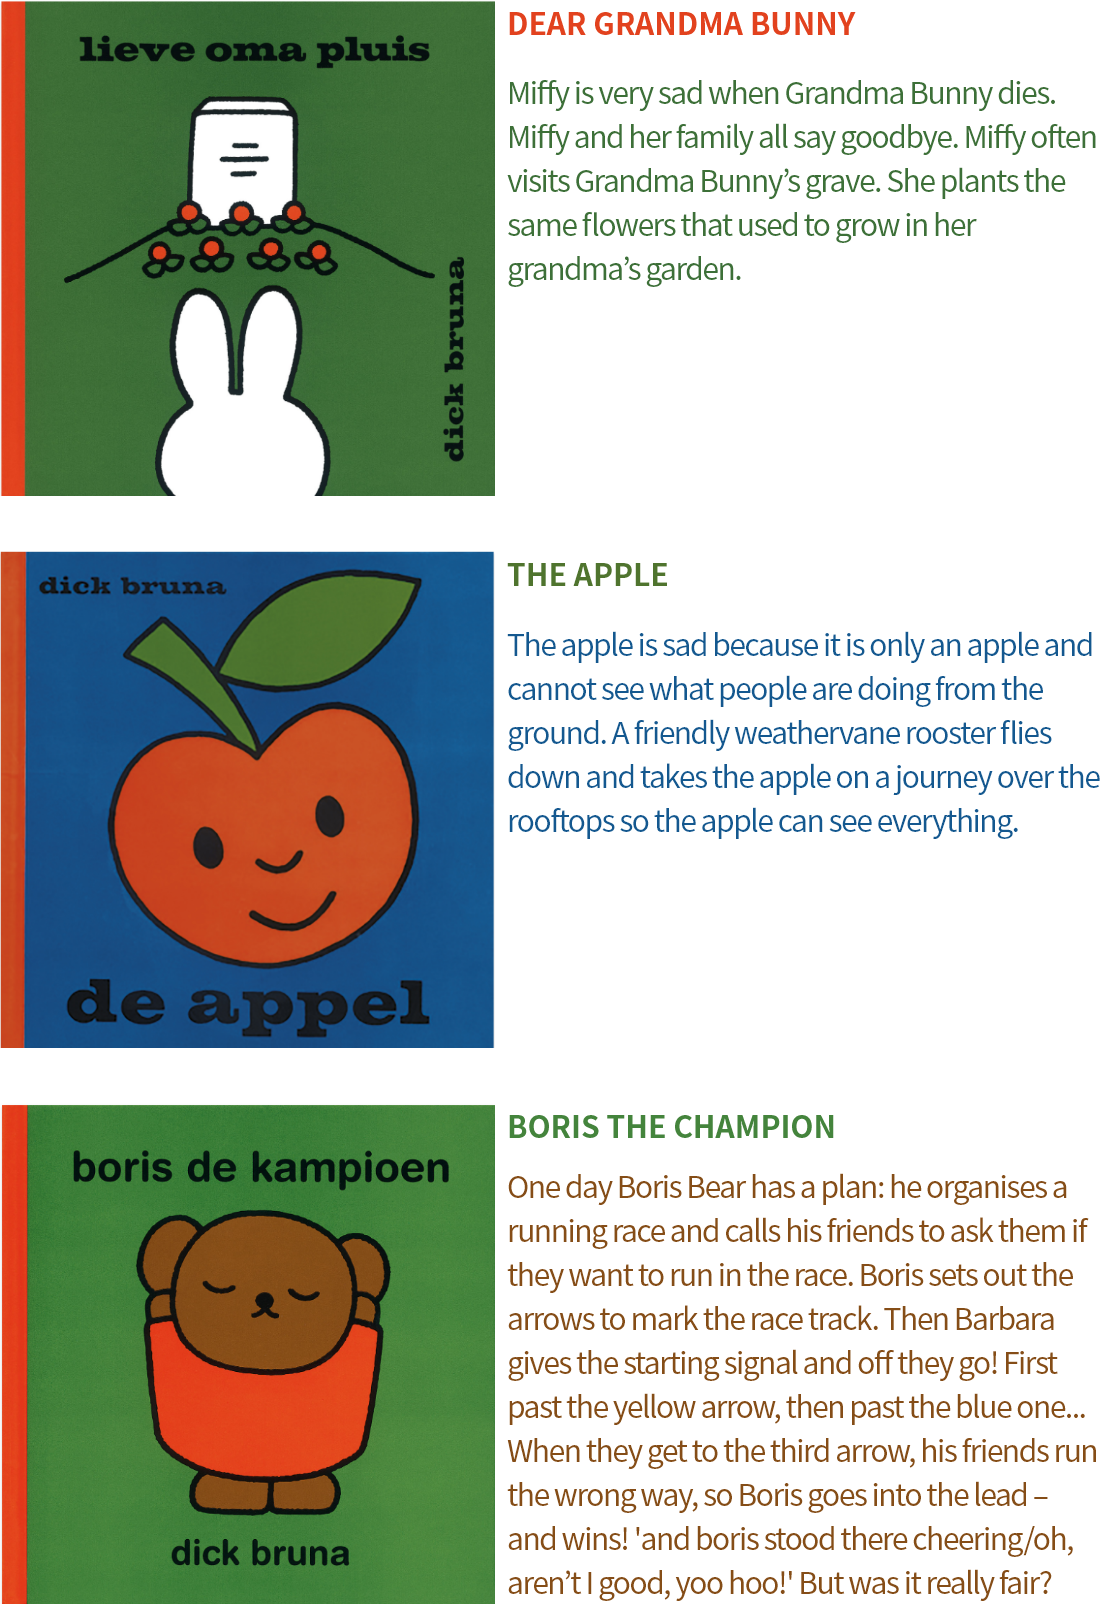 lieve oma pluis
dick bruna
DEAR GRANDMA BUNNY
Miffy is very sad when Grandma Bunny dies.
Miffy and her family all say goodbye. Miffy often
visits Grandma Bunny’s grave. She plants the
same flowers that used to grow in her
grandma’s garden.
dick bruna
de appel
THE APPLE
The apple is sad because it is only an apple and
cannot see what people are doing from the
ground. A friendly weathervane rooster flies
down and takes the apple on a journey over the
rooftops so the apple can see everything.
boris de kampioen
dick bruna
BORIS THE CHAMPION
One day Boris Bear has a plan: he organises a
running race and calls his friends to ask them if
they want to run in the race. Boris sets out the
arrows to mark the race track. Then Barbara
gives the starting signal and off they go! First
past the yellow arrow, then past the blue one...
When they get to the third arrow, his friends run
the wrong way, so Boris goes into the lead –
and wins! 'and boris stood there cheering/oh,
aren’t I good, yoo hoo!' But was it really fair?